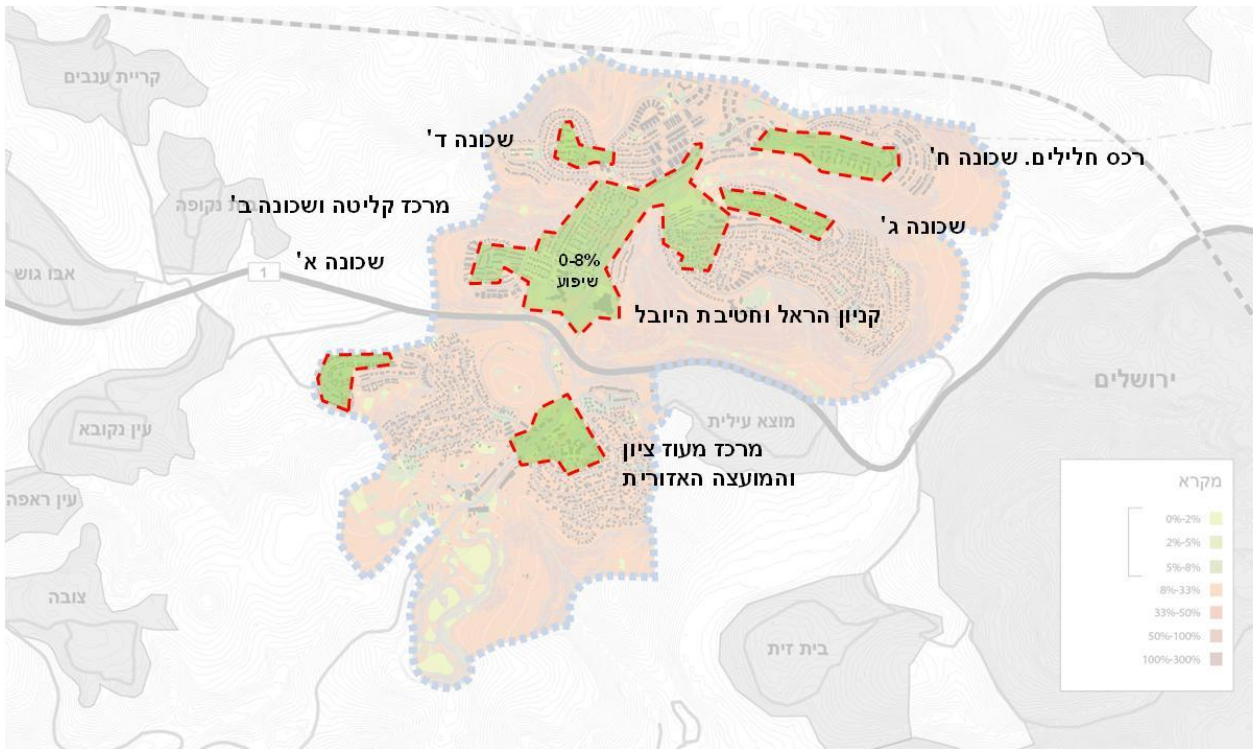 קריית ענבים
שכונה ד'
רכס חלילים. שכונה ח'
מרכז קליטה ושכונה ב'
נקופה
שכונה ג'
שכונה א'
1
אבו גוש
0-8%
שיפוע
קניון הראל וחטיבת היובל
ירושלים
מוצא עילית
עין נקובא
מרכז מעוז ציון
והמועצה האזורית
עין ראפה
צובה
בית זית
מקרא
0%-2%
2%-5%
5%-8%
8%-33%
33%-50%
50%-100%
100%-300%